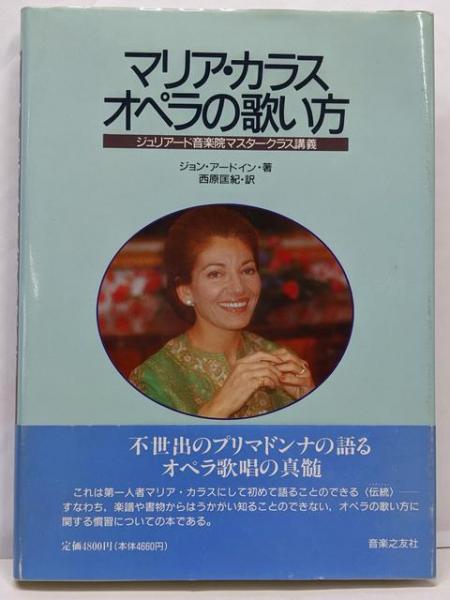 マリア・カラス
オペラの歌い方
ジュリアード音楽院マスタークラス講義
ジョン・アードイン・著
西原匡紀・訳
不世出のプリマドンナの語る
オペラ歌唱の真髄
これは第一人者マリア・カラスにして初めて語ることのできる〈伝統〉――
すなわち、楽譜や書物からはうかがい知ることのできない、オペラの歌い方に
関する慣習についての本である。
定価4800円(本体4660円)
音楽之友社